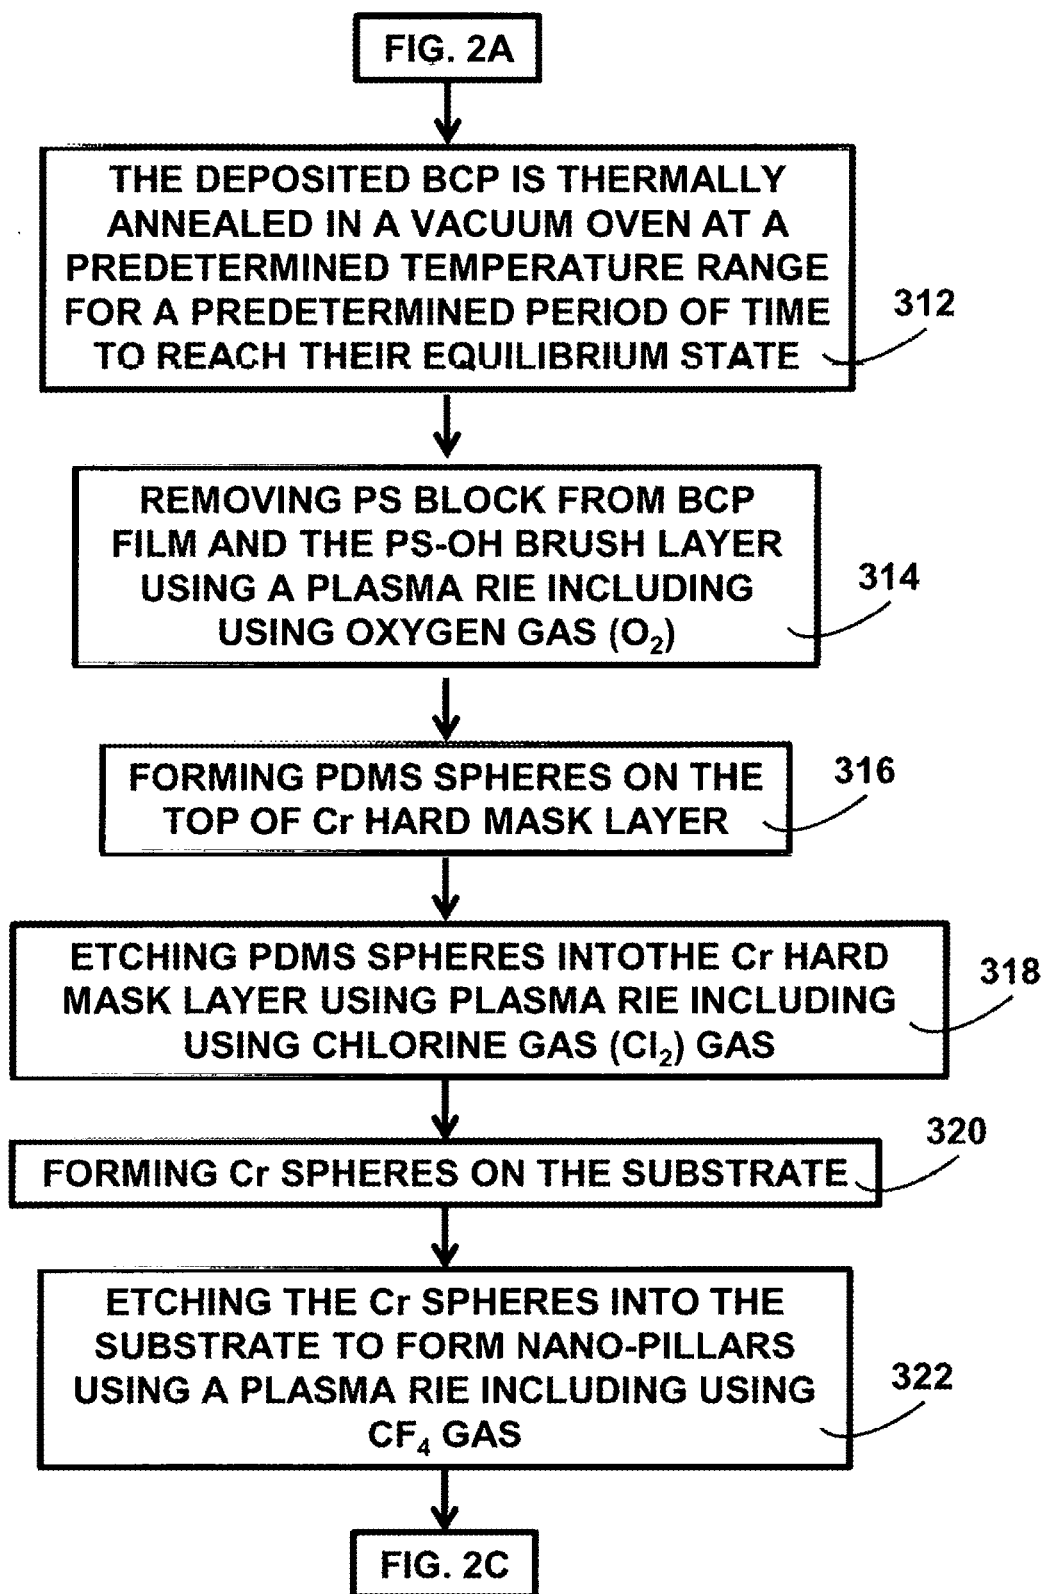 FIG. 2A
THE DEPOSITED BCP IS THERMALLY
ANNEALED IN A VACUUM OVEN AT A
PREDETERMINED TEMPERATURE RANGE
FOR A PREDETERMINED PERIOD OF TIME
TO REACH THEIR EQUILIBRIUM STATE
312
REMOVING PS BLOCK FROM BCP
FILM AND THE PS-OH BRUSH LAYER
USING A PLASMA RIE INCLUDING
USING OXYGEN GAS (O₂)
314
FORMING PDMS SPHERES ON THE
TOP OF Cr HARD MASK LAYER
316
ETCHING PDMS SPHERES INTOTHE Cr HARD
MASK LAYER USING PLASMA RIE INCLUDING
USING CHLORINE GAS (Cl₂) GAS
318
FORMING Cr SPHERES ON THE SUBSTRATE
320
ETCHING THE Cr SPHERES INTO THE
SUBSTRATE TO FORM NANO-PILLARS
USING A PLASMA RIE INCLUDING USING
CF₄ GAS
322
FIG. 2C